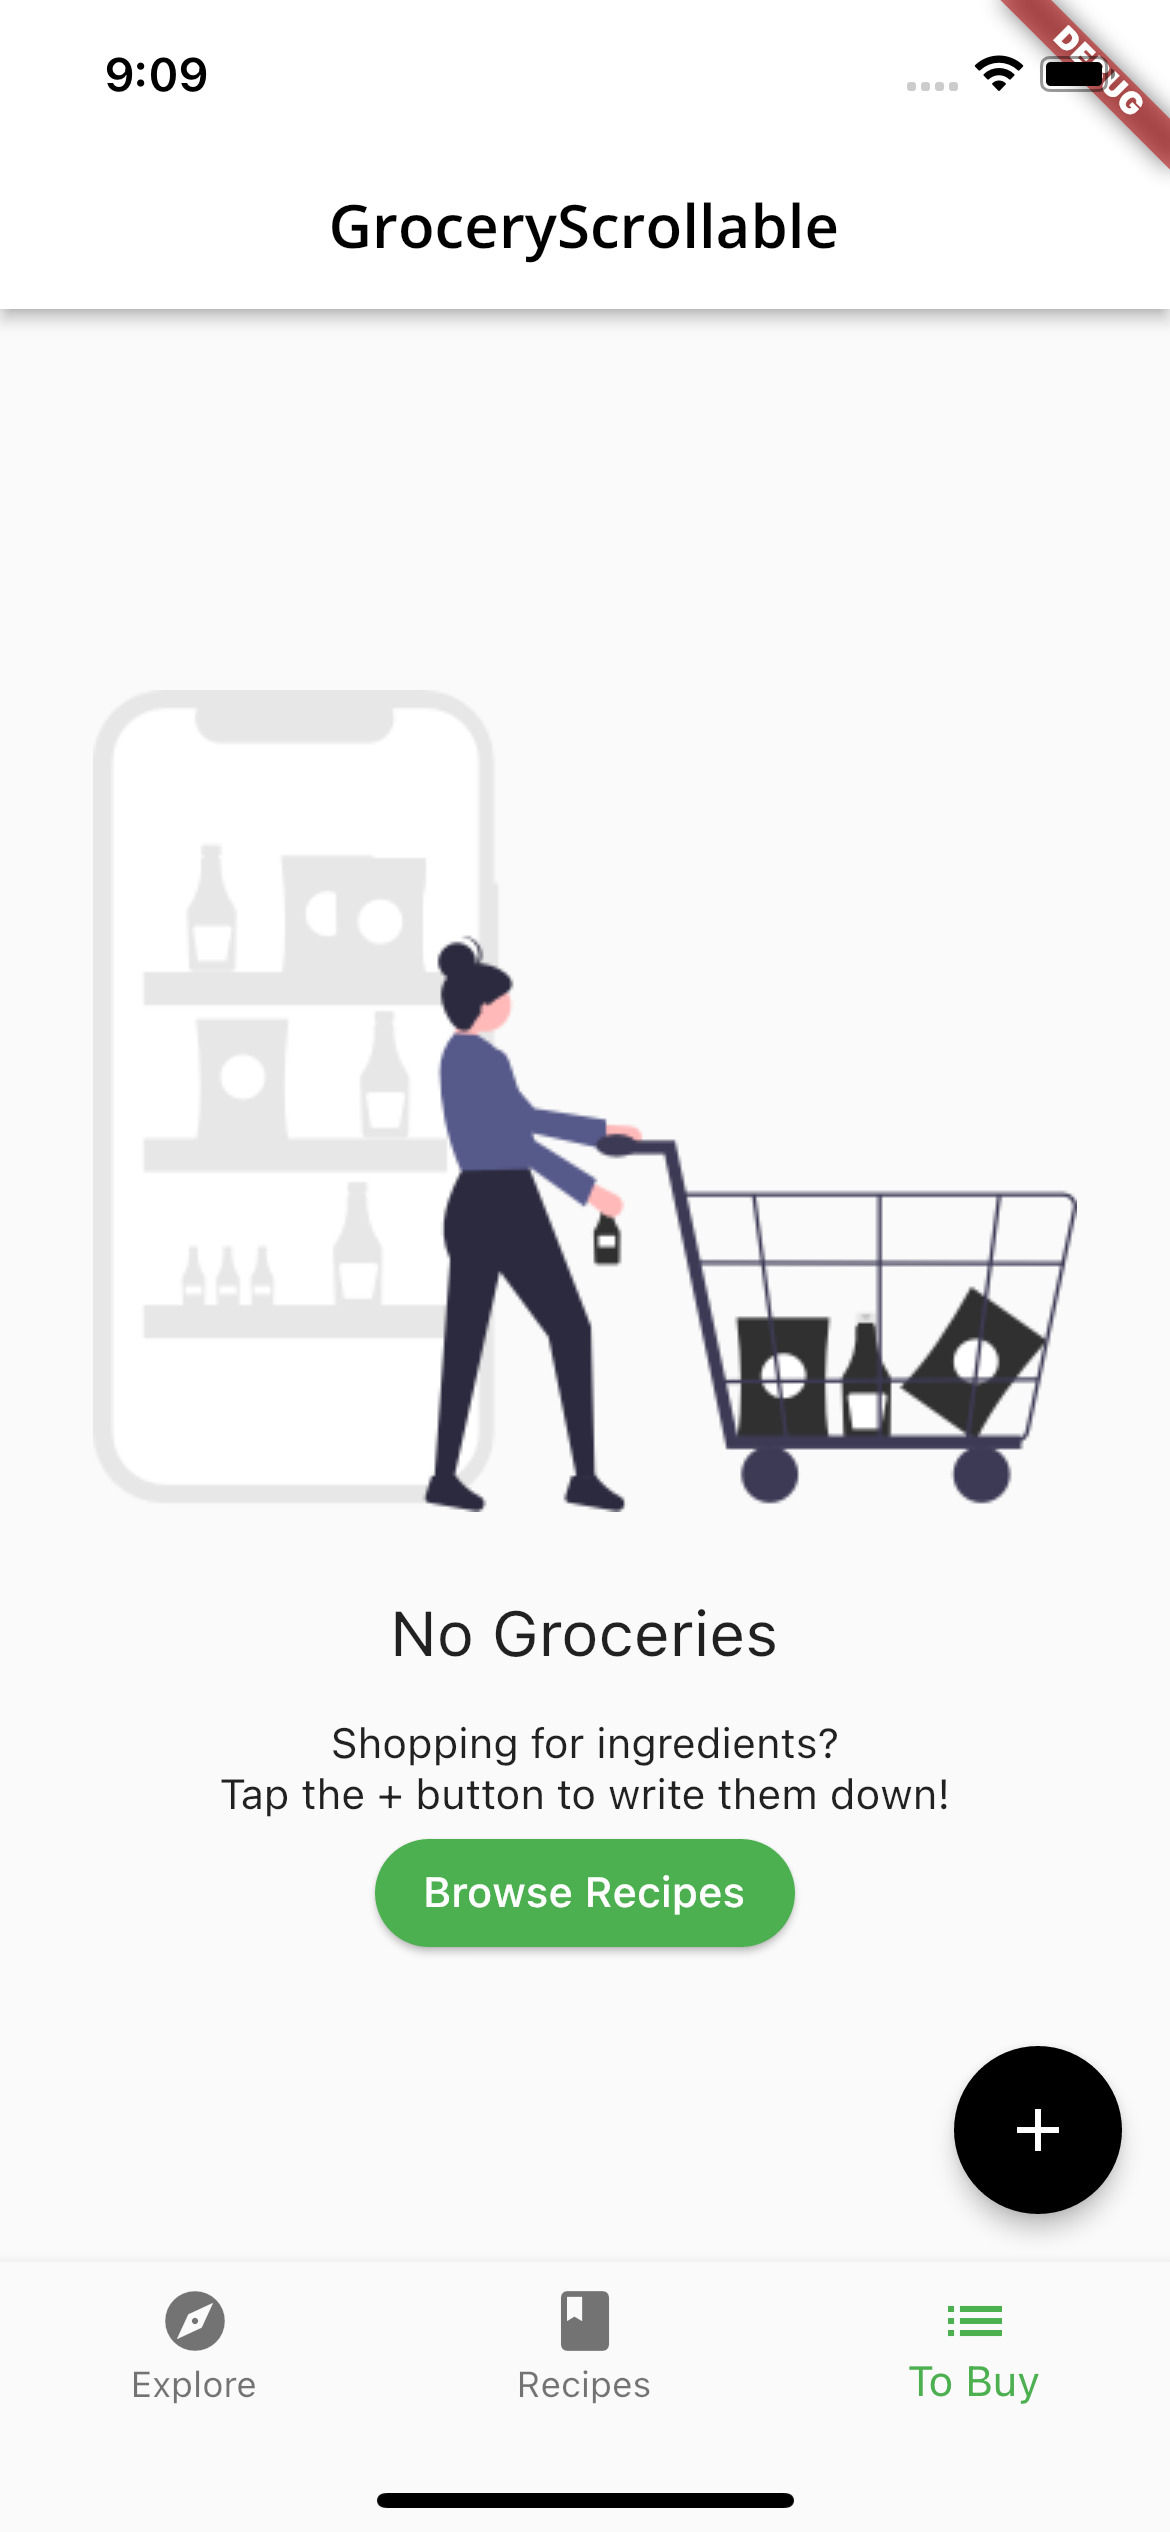 9:09
DEBUG
GroceryScrollable
No Groceries
Shopping for ingredients?
Tap the + button to write them down!
Browse Recipes
+
Explore
Recipes
To Buy